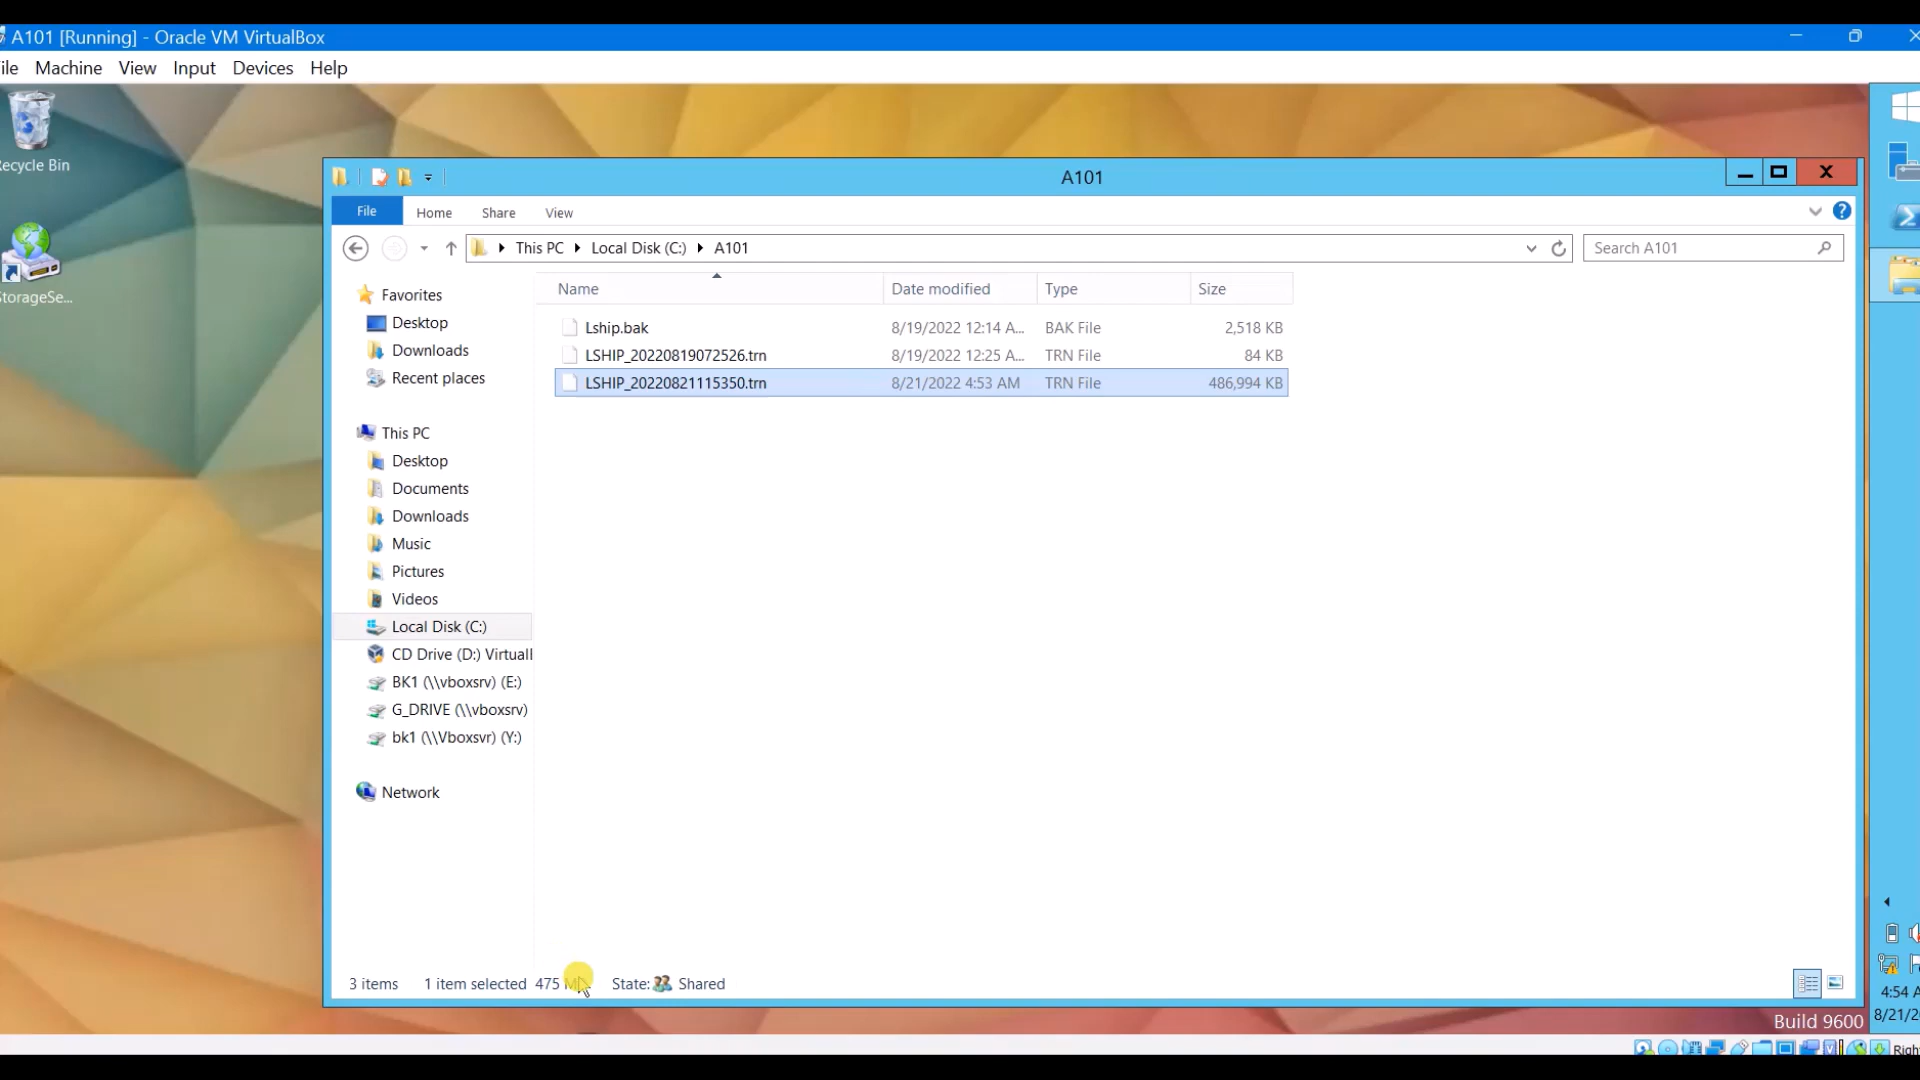 A101 [Running] - Oracle VM VirtualBox
ile Machine View Input Devices Help
ecycle Bin
torageSe...
A101
File Home Share View
This PC Local Disk (C:) A101
Search A101
Name Date modified Type Size
Lship.bak 8/19/2022 12:14 A... BAK File 2,518 KB
LSHIP_20220819072526.trn 8/19/2022 12:25 A... TRN File 84 KB
LSHIP_20220821115350.trn 8/21/2022 4:53 AM TRN File 486,994 KB
Favorites
Desktop
Downloads
Recent places
This PC
Desktop
Documents
Downloads
Music
Pictures
Videos
Local Disk (C:)
CD Drive (D:) Virtuall
BK1 (\\vboxsrv) (E:)
G_DRIVE (\\vboxsrv)
bk1 (\\Vboxsvr) (Y:)
Network
3 items 1 item selected 475 State: Shared
4:54 A
8/21/20
Build 9600
Right